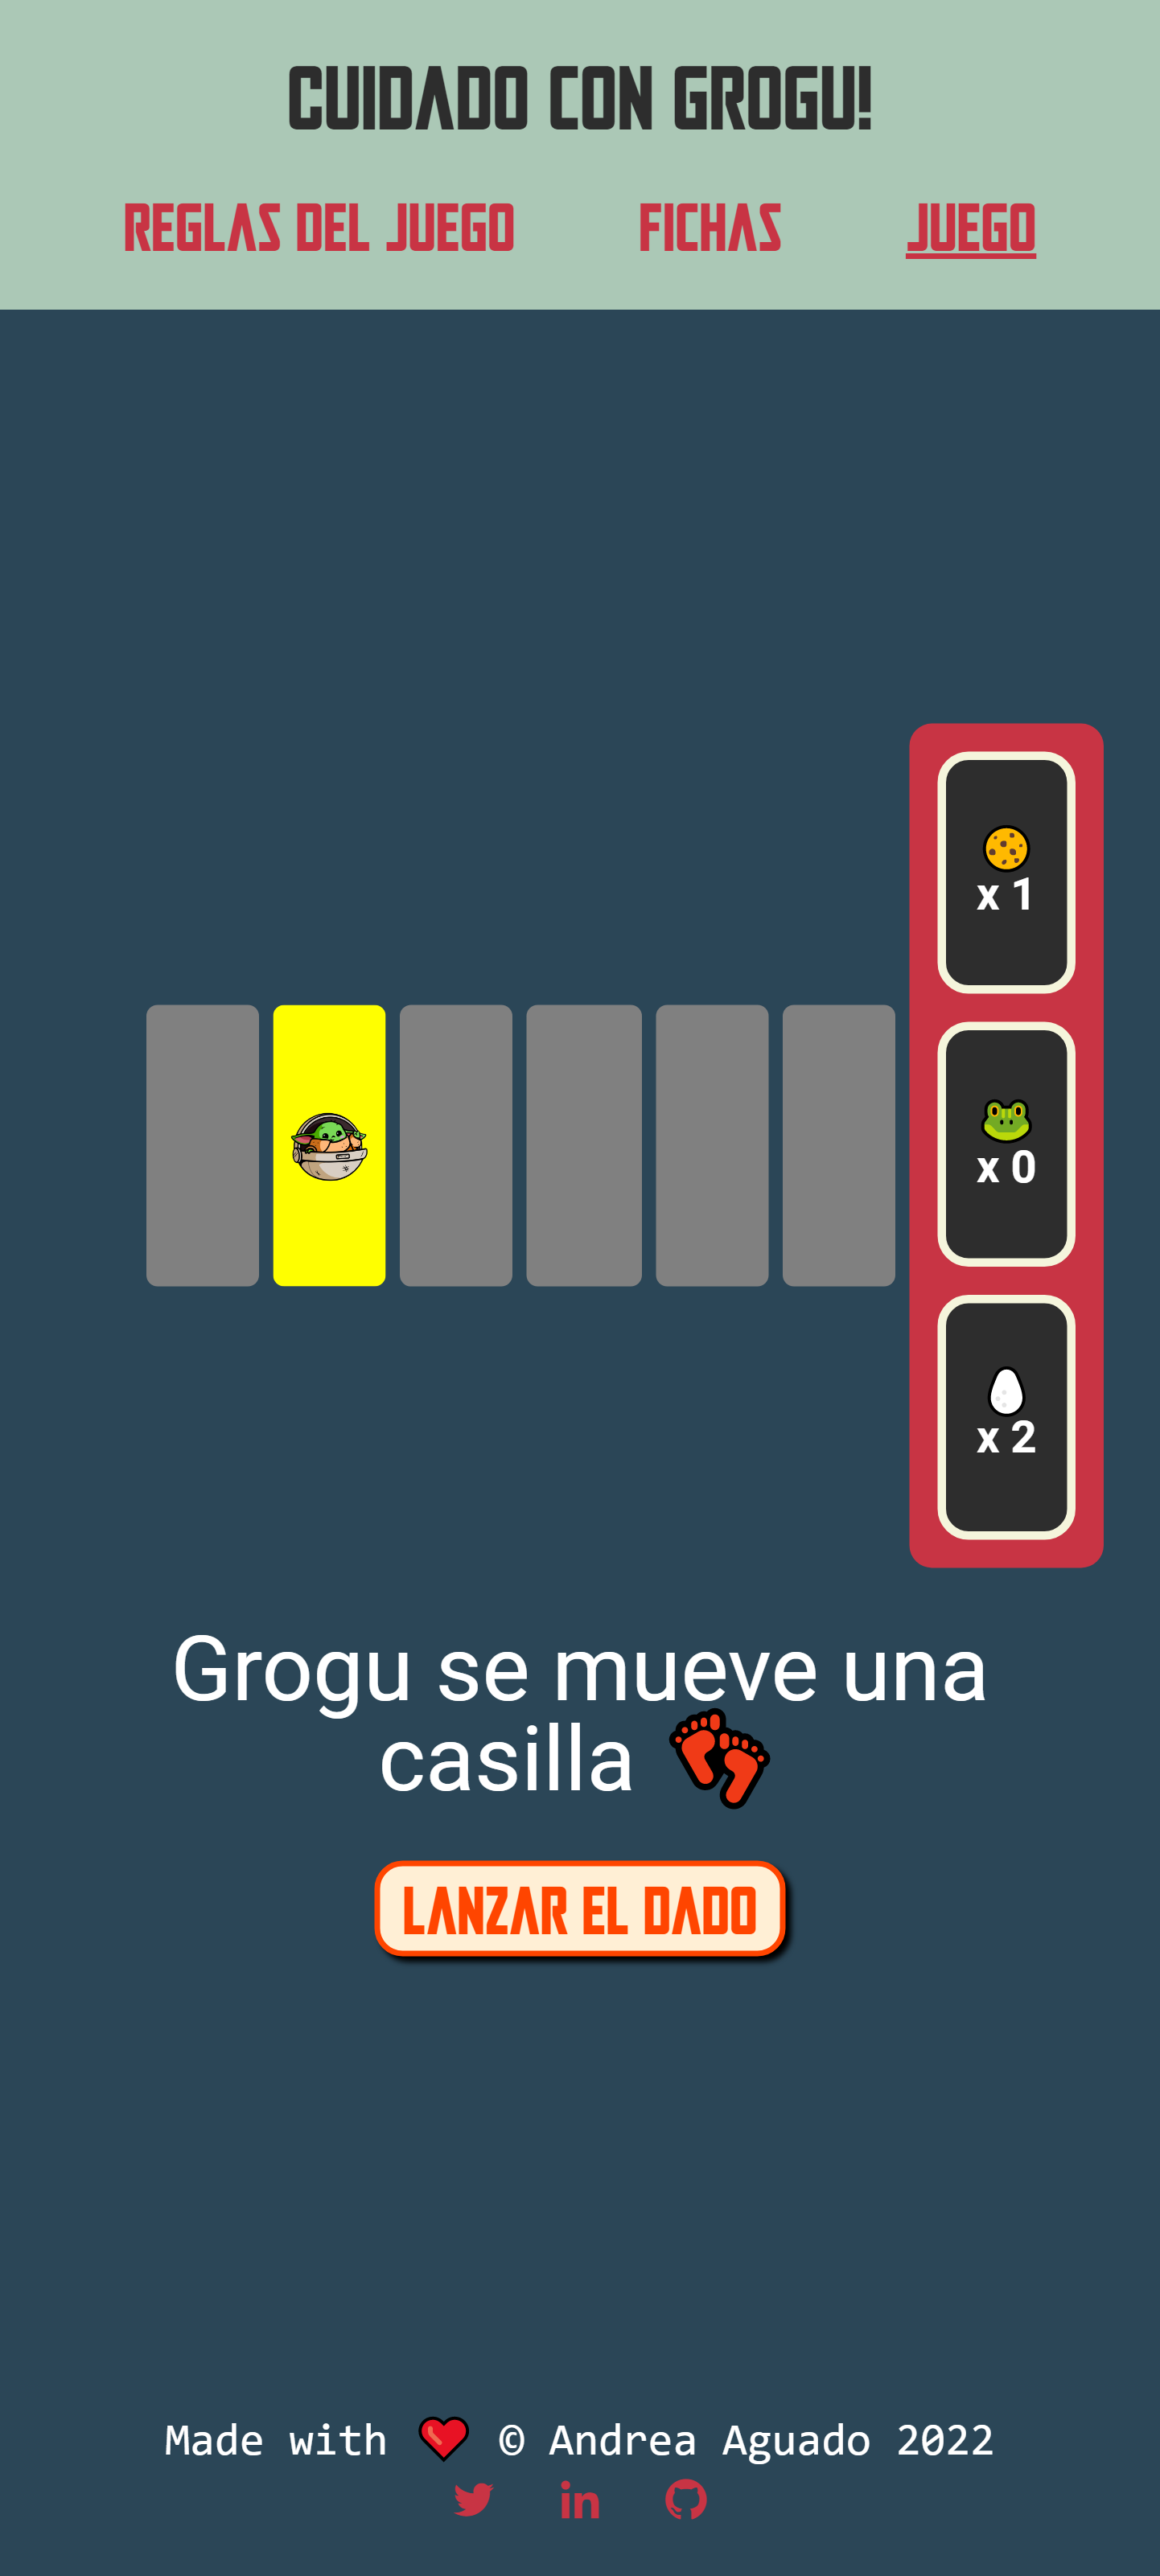 CUIDADO CON GROGU!
REGLAS DEL JUEGO FICHAS JUEGO
x 1
x 0
x 2
Grogu se mueve una
casilla
LANZAR EL DADO
Made with © Andrea Aguado 2022